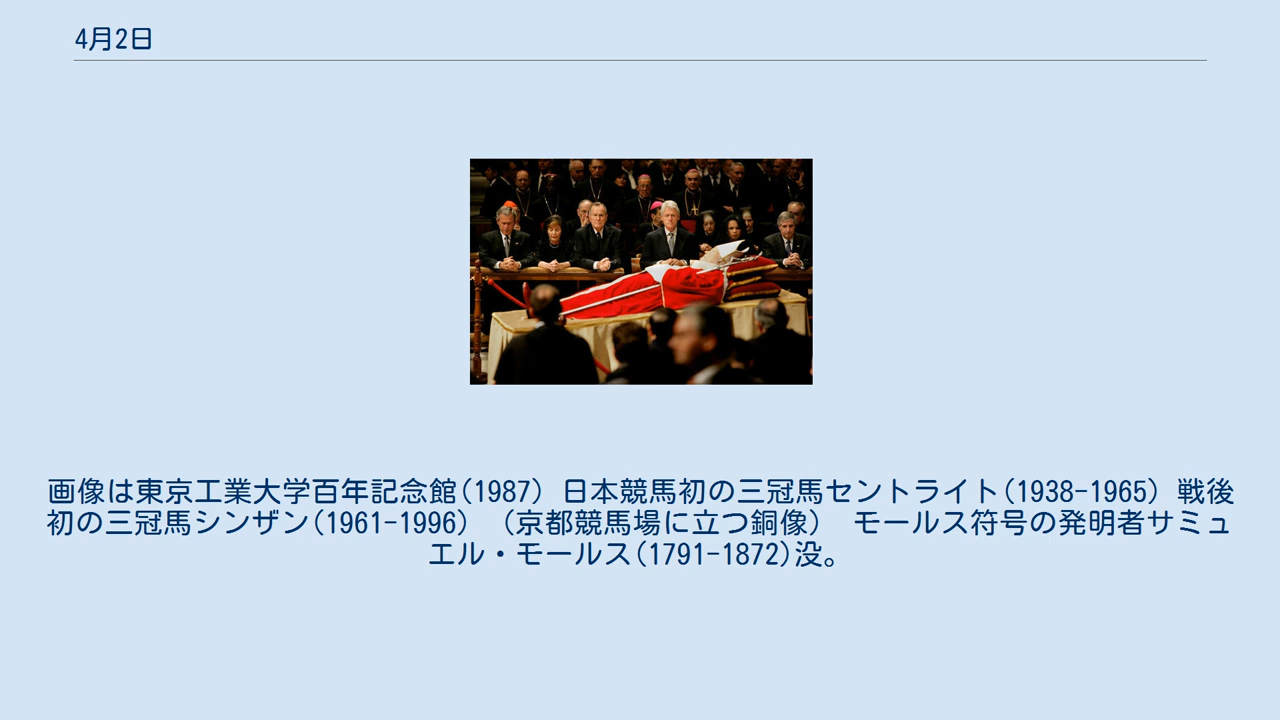 4月2日
画像は東京工業大学百年記念館(1987) 日本競馬初の三冠馬セントライト(1938-1965) 戦後
初の三冠馬シンザン(1961-1996) (京都競馬場に立つ銅像) モールス符号の発明者サミュ
エル・モールス(1791-1872)没。